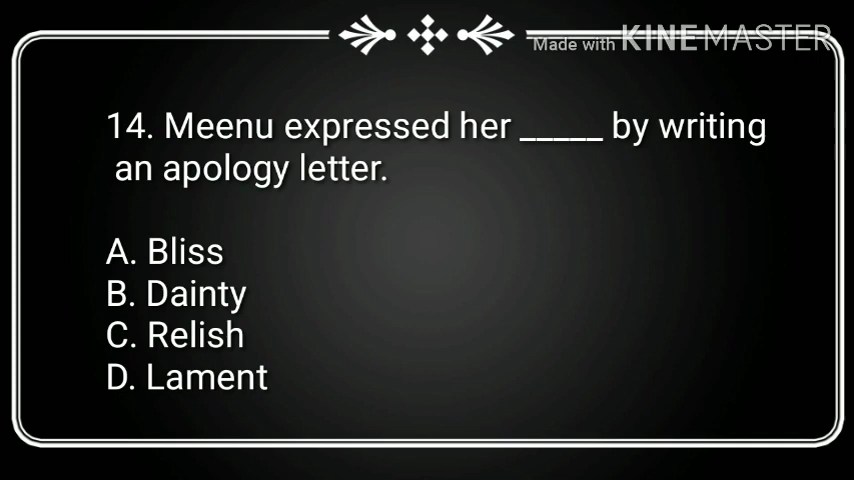 Made with KINEMASTER
14. Meenu expressed her _____ by writing
an apology letter.
A. Bliss
B. Dainty
C. Relish
D. Lament